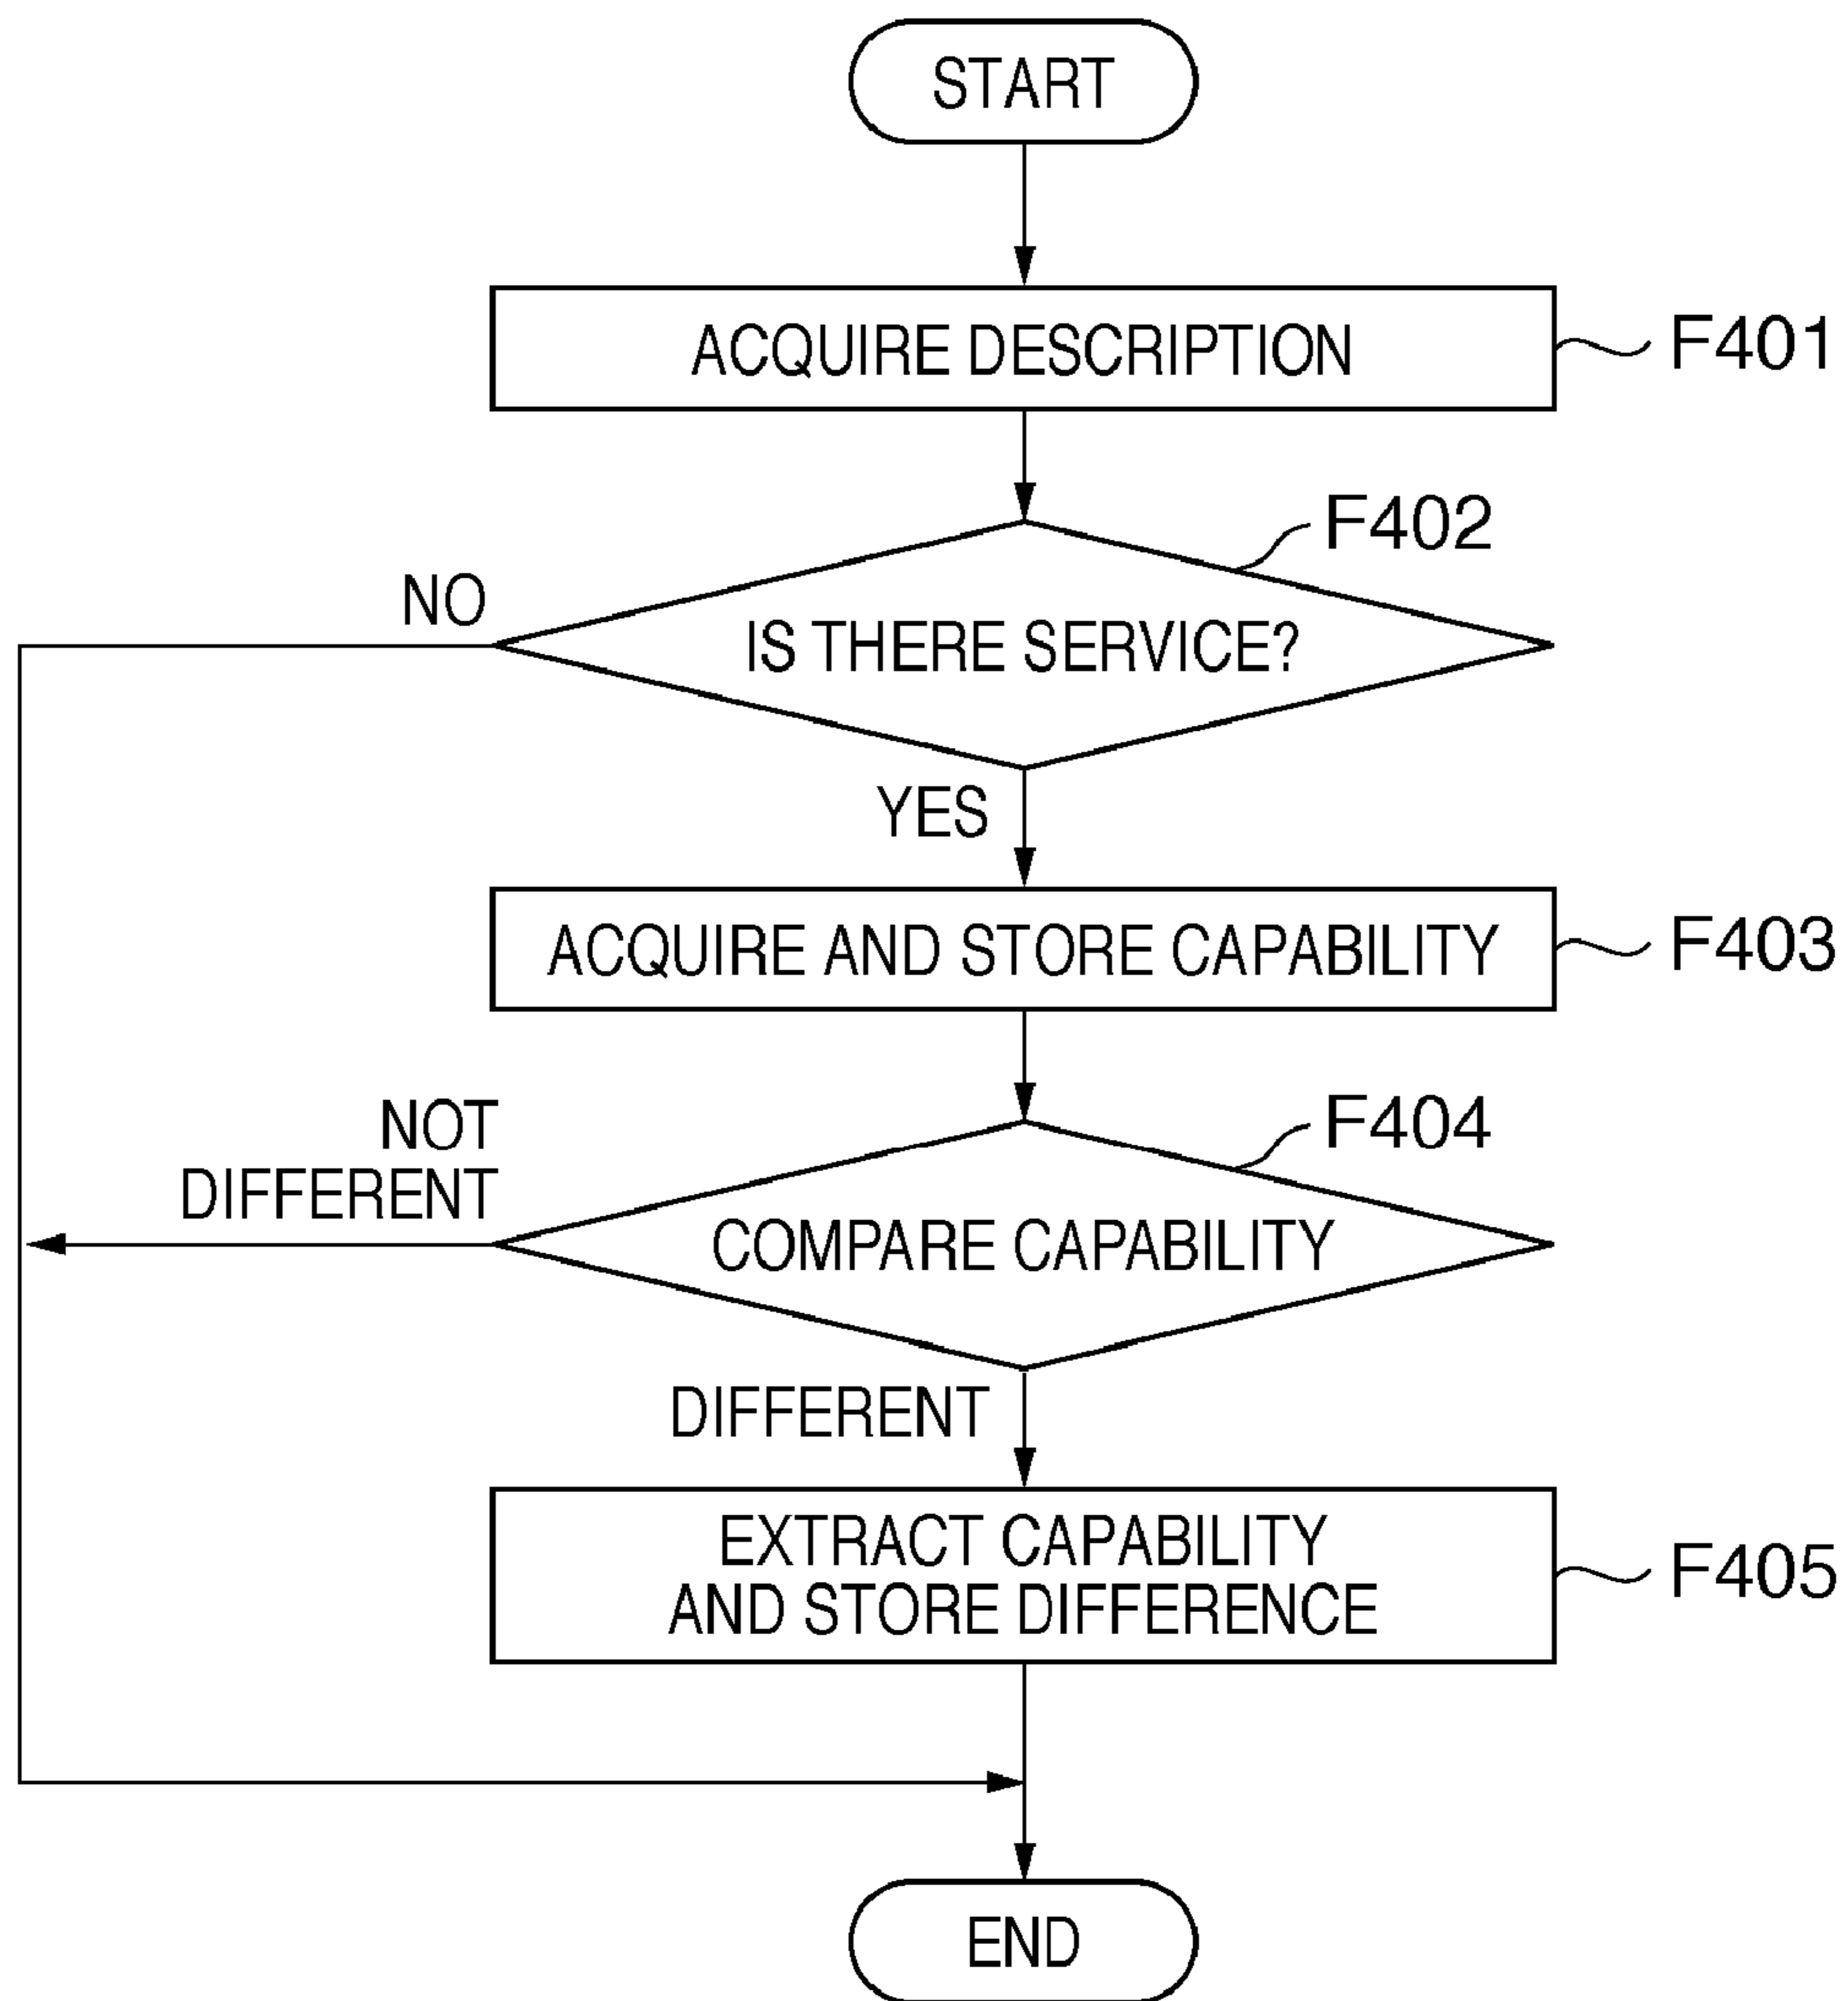 START
ACQUIRE DESCRIPTION
F401
F402
NO
IS THERE SERVICE?
YES
ACQUIRE AND STORE CAPABILITY
F403
F404
NOT
DIFFERENT
COMPARE CAPABILITY
DIFFERENT
EXTRACT CAPABILITY
AND STORE DIFFERENCE
F405
END